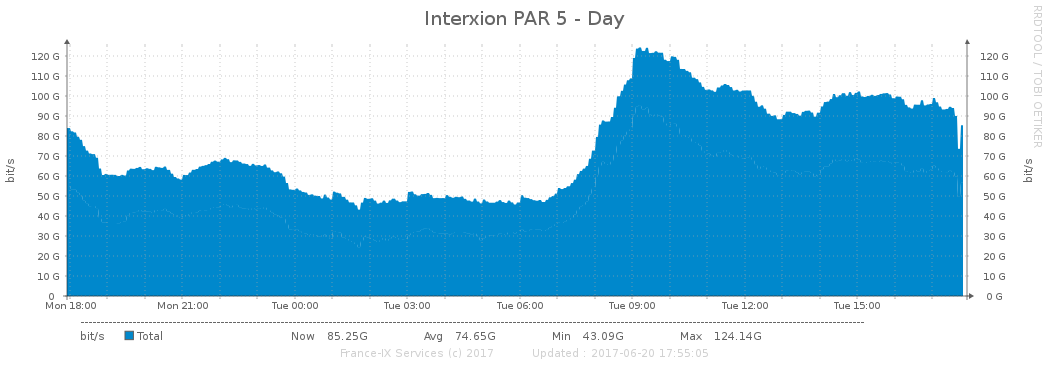 Interxion PAR 5 - Day
RRDTOOL / TOBI OETIKER
bit/s
120 G 120 G
110 G 110 G
100 G 100 G
90 G 90 G
80 G 80 G
70 G 70 G
60 G 60 G
50 G 50 G
40 G 40 G
30 G 30 G
20 G 20 G
10 G 10 G
0 0 G
bit/s
Mon 18:00 Mon 21:00 Tue 00:00 Tue 03:00 Tue 06:00 Tue 09:00 Tue 12:00 Tue 15:00
bit/s Total Now 85.25G Avg 74.65G Min 43.09G Max 124.14G
France-IX Services (c) 2017 Updated : 2017-06-20 17:55:05